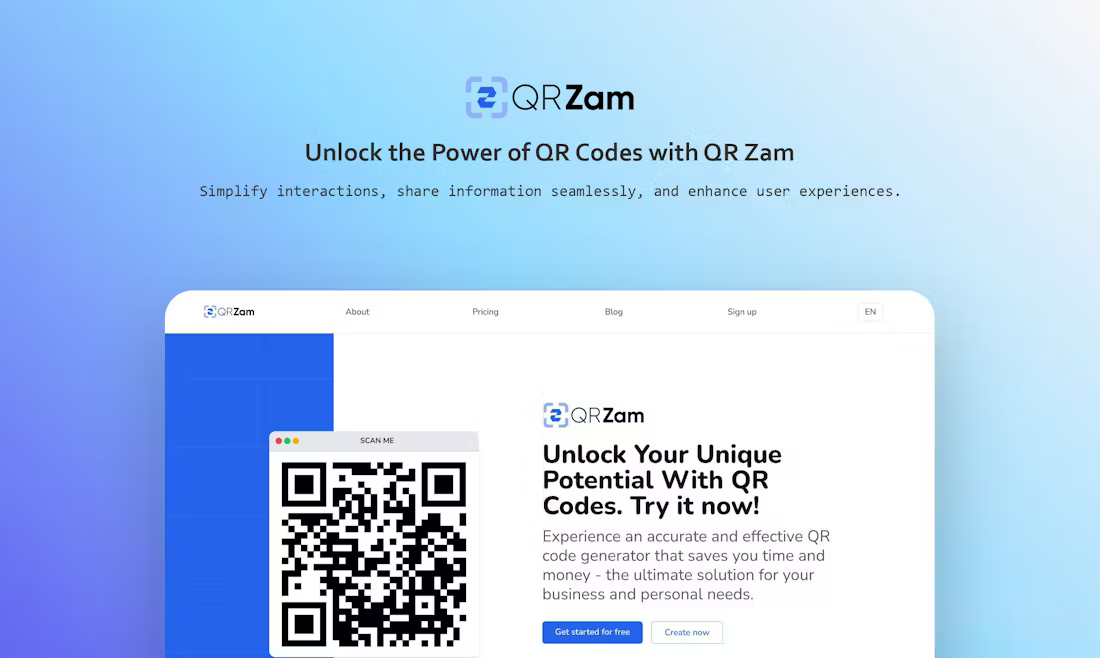 QRZam
Unlock the Power of QR Codes with QR Zam
Simplify interactions, share information seamlessly, and enhance user experiences.
QRZam
About
Pricing
Blog
Sign up
EN
SCAN ME
QRZam
Unlock Your Unique
Potential With QR
Codes. Try it now!
Experience an accurate and effective QR
code generator that saves you time and
money - the ultimate solution for your
business and personal needs.
Get started for free
Create now